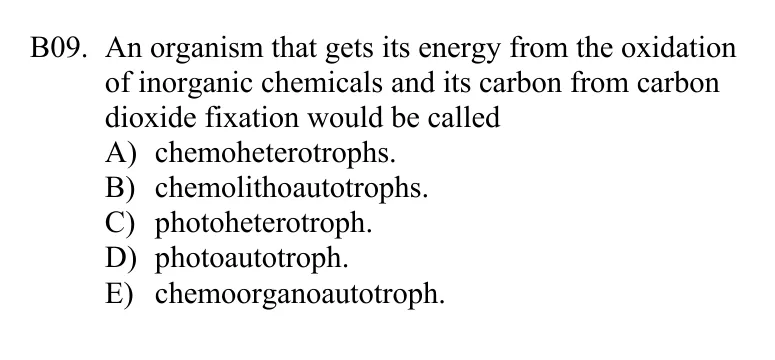 B09. An organism that gets its energy from the oxidation
of inorganic chemicals and its carbon from carbon
dioxide fixation would be called
A) chemoheterotrophs.
B) chemolithoautotrophs.
C) photoheterotroph.
D) photoautotroph.
E) chemoorganoautotroph.